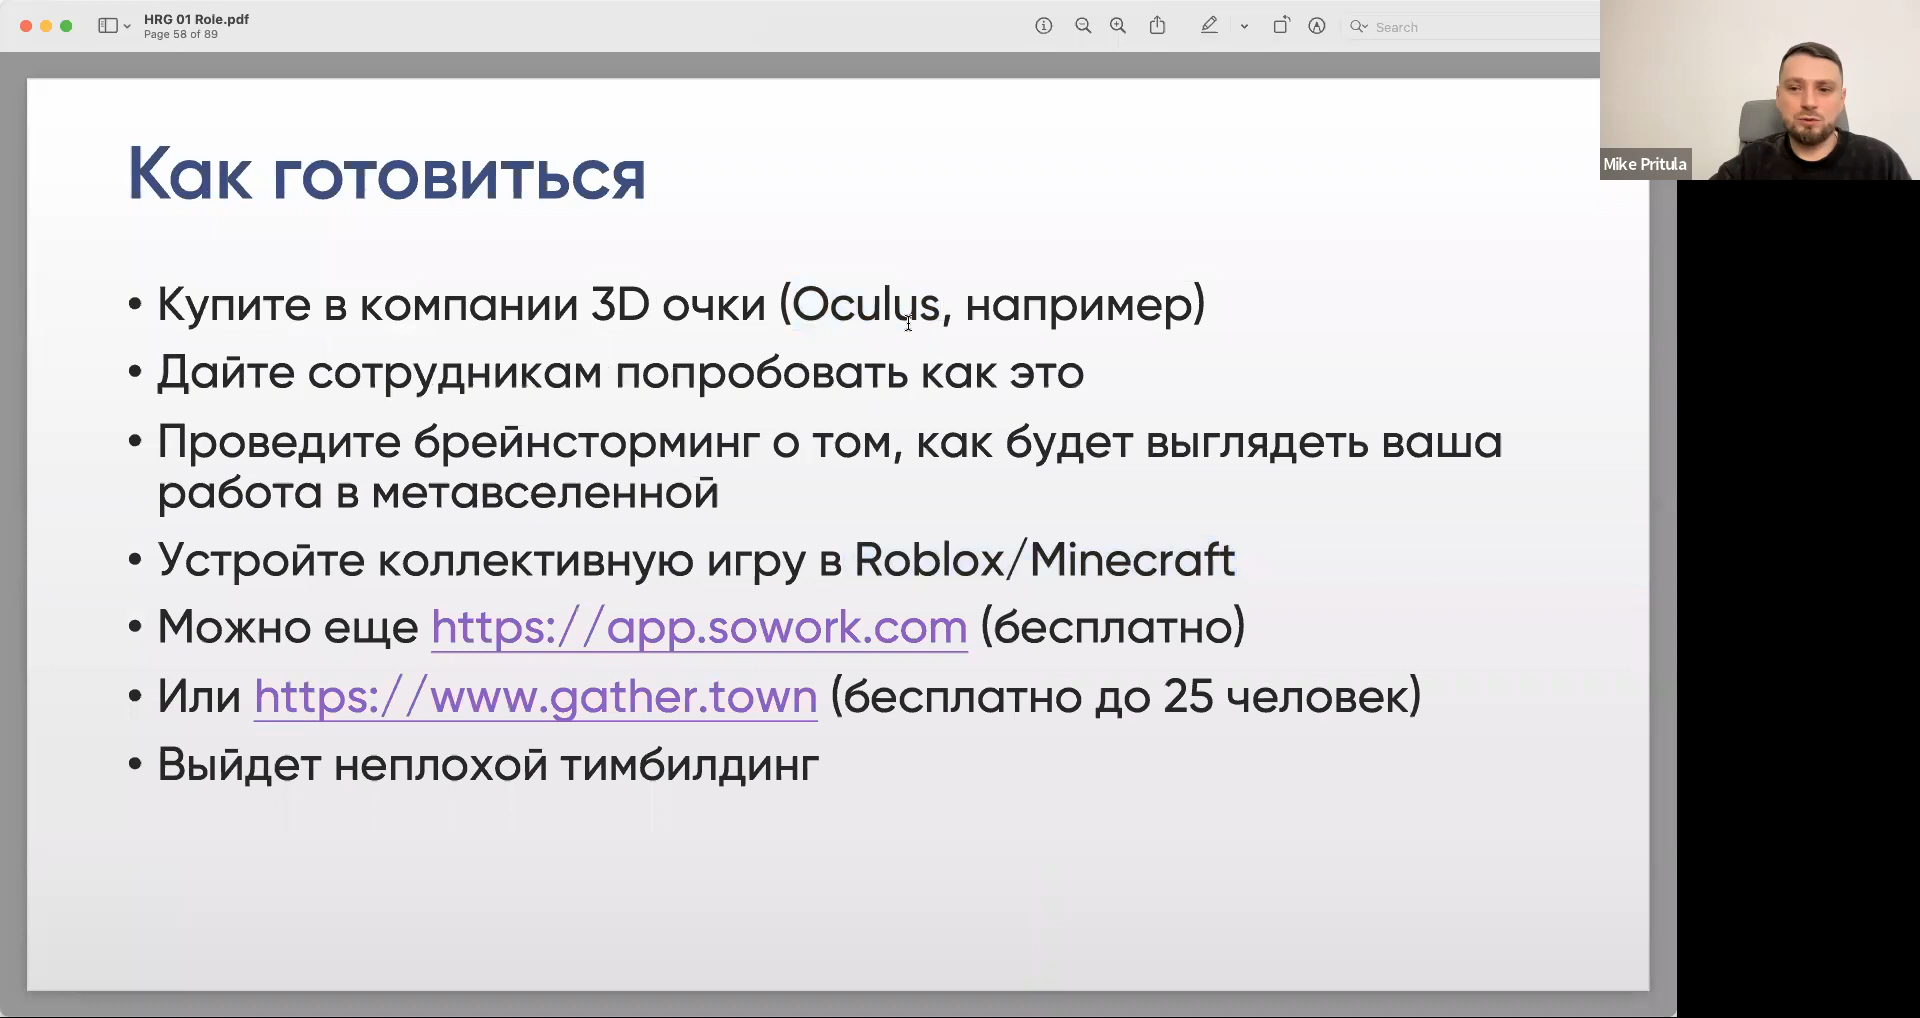 HRG 01 Role.pdf
Page 58 of 89
Search
Mike Pritula
Как готовиться
• Купите в компании 3D очки (Oculus, например)
• Дайте сотрудникам попробовать как это
• Проведите брейнсторминг о том, как будет выглядеть ваша
работа в метавселенной
• Устройте коллективную игру в Roblox/Minecraft
• Можно еще https://app.sowork.com (бесплатно)
• Или https://www.gather.town (бесплатно до 25 человек)
• Выйдет неплохой тимбилдинг